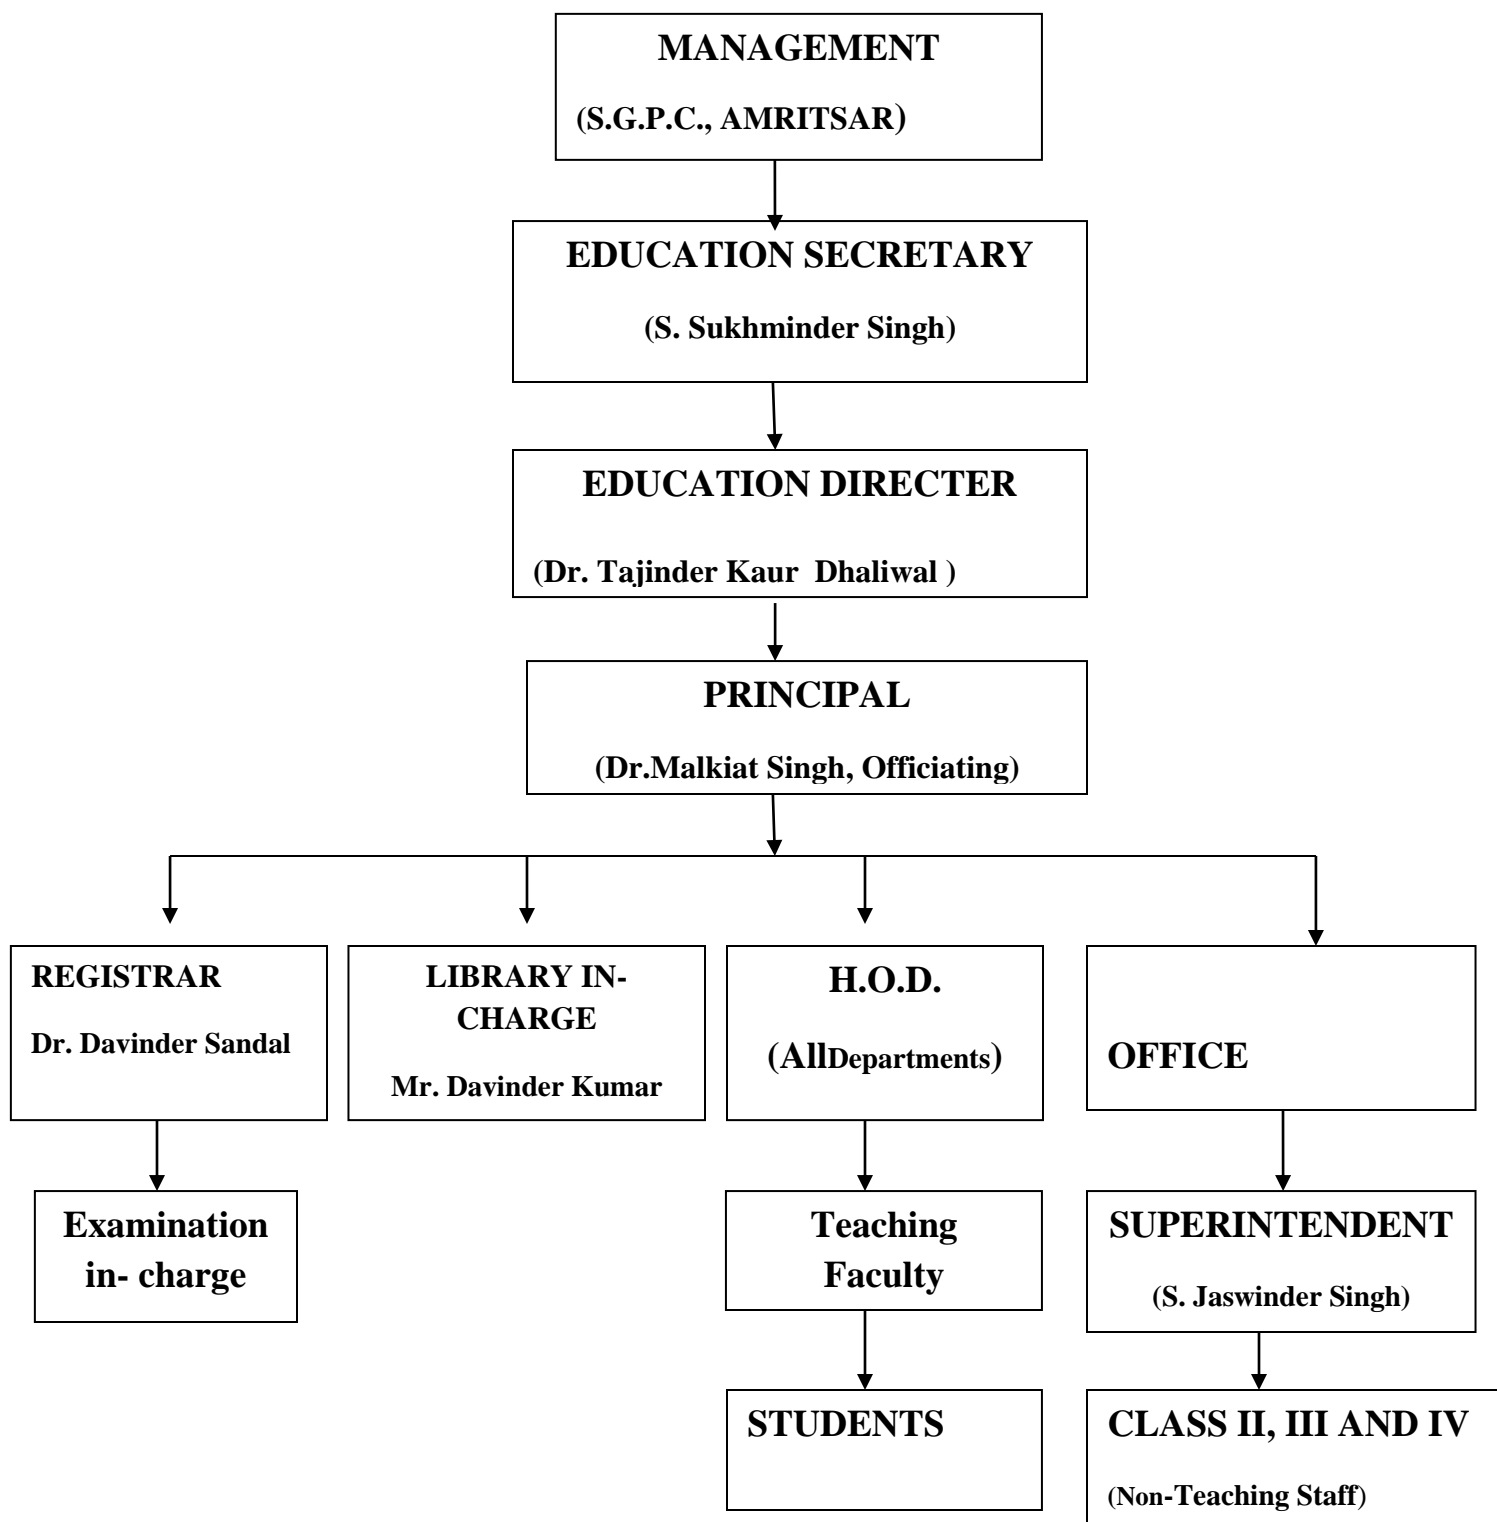 MANAGEMENT
(S.G.P.C., AMRITSAR)
EDUCATION SECRETARY
(S. Sukhminder Singh)
EDUCATION DIRECTER
(Dr. Tajinder Kaur  Dhaliwal )
PRINCIPAL
(Dr.Malkiat Singh, Officiating)
REGISTRAR
Dr. Davinder Sandal
LIBRARY IN-
CHARGE
Mr. Davinder Kumar
H.O.D.
(AllDepartments)
OFFICE
Examination
in- charge
Teaching
Faculty
SUPERINTENDENT
(S. Jaswinder Singh)
STUDENTS
CLASS II, III AND IV
(Non-Teaching Staff)